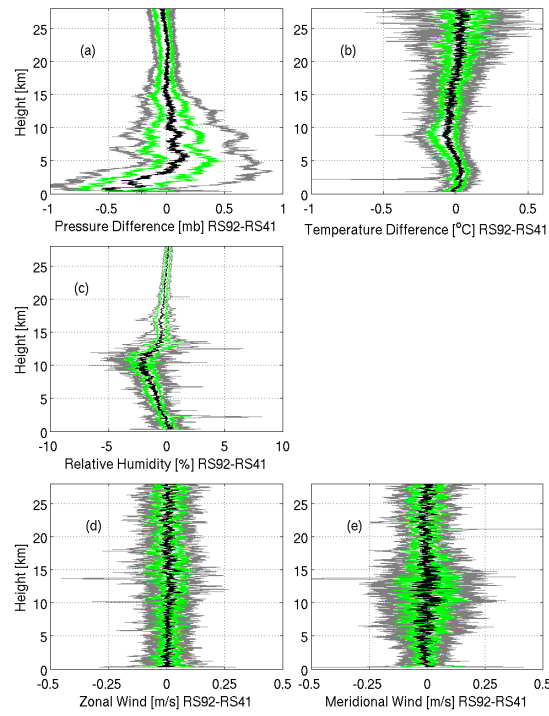 (a)
25
20
15
10
5
0
Height [km]
-1 -0.5 0 0.5 1
Pressure Difference [mb] RS92-RS41
(b)
25
20
15
10
5
0
-1 -0.5 0 0.5
Temperature Difference [°C] RS92-RS41
(c)
25
20
15
10
5
0
Height [km]
-10 -5 0 5 10
Relative Humidity [%] RS92-RS41
(d)
25
20
15
10
5
0
Height [km]
-0.5 -0.25 0 0.25 0.5
Zonal Wind [m/s] RS92-RS41
(e)
25
20
15
10
5
0
-0.5 -0.25 0 0.25 0.5
Meridional Wind [m/s] RS92-RS41